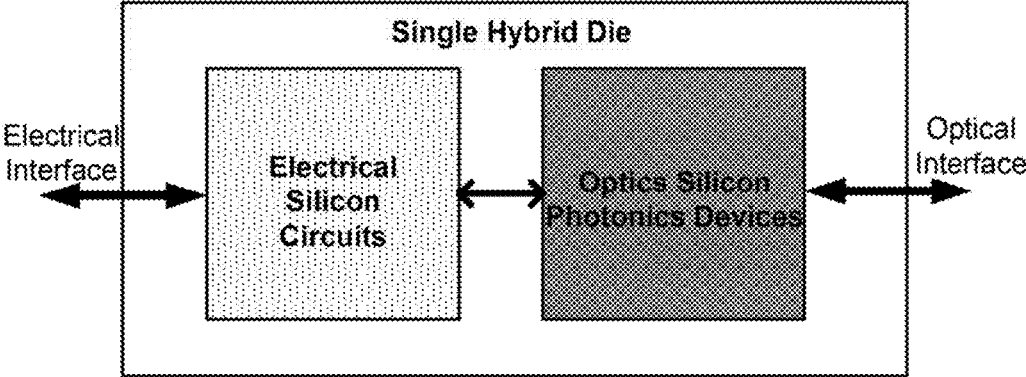 Single Hybrid Die
Electrical
Interface
Electrical
Silicon
Circuits
Optics Silicon
Photonics Devices
Optical
Interface